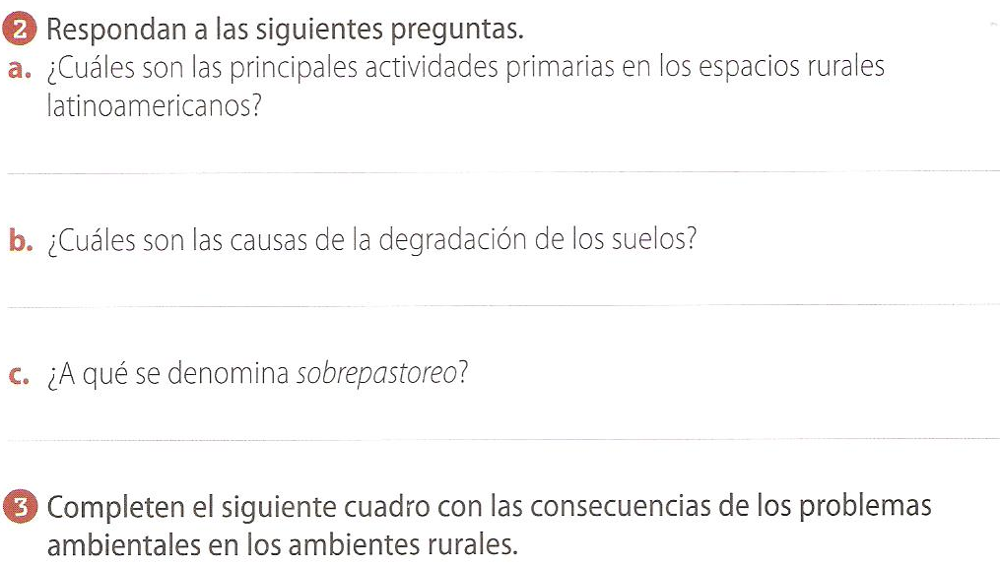 2 Respondan a las siguientes preguntas.
a. ¿Cuáles son las principales actividades primarias en los espacios rurales
latinoamericanos?
b. ¿Cuáles son las causas de la degradación de los suelos?
c. ¿A qué se denomina sobrepastoreo?
3 Completen el siguiente cuadro con las consecuencias de los problemas
ambientales en los ambientes rurales.